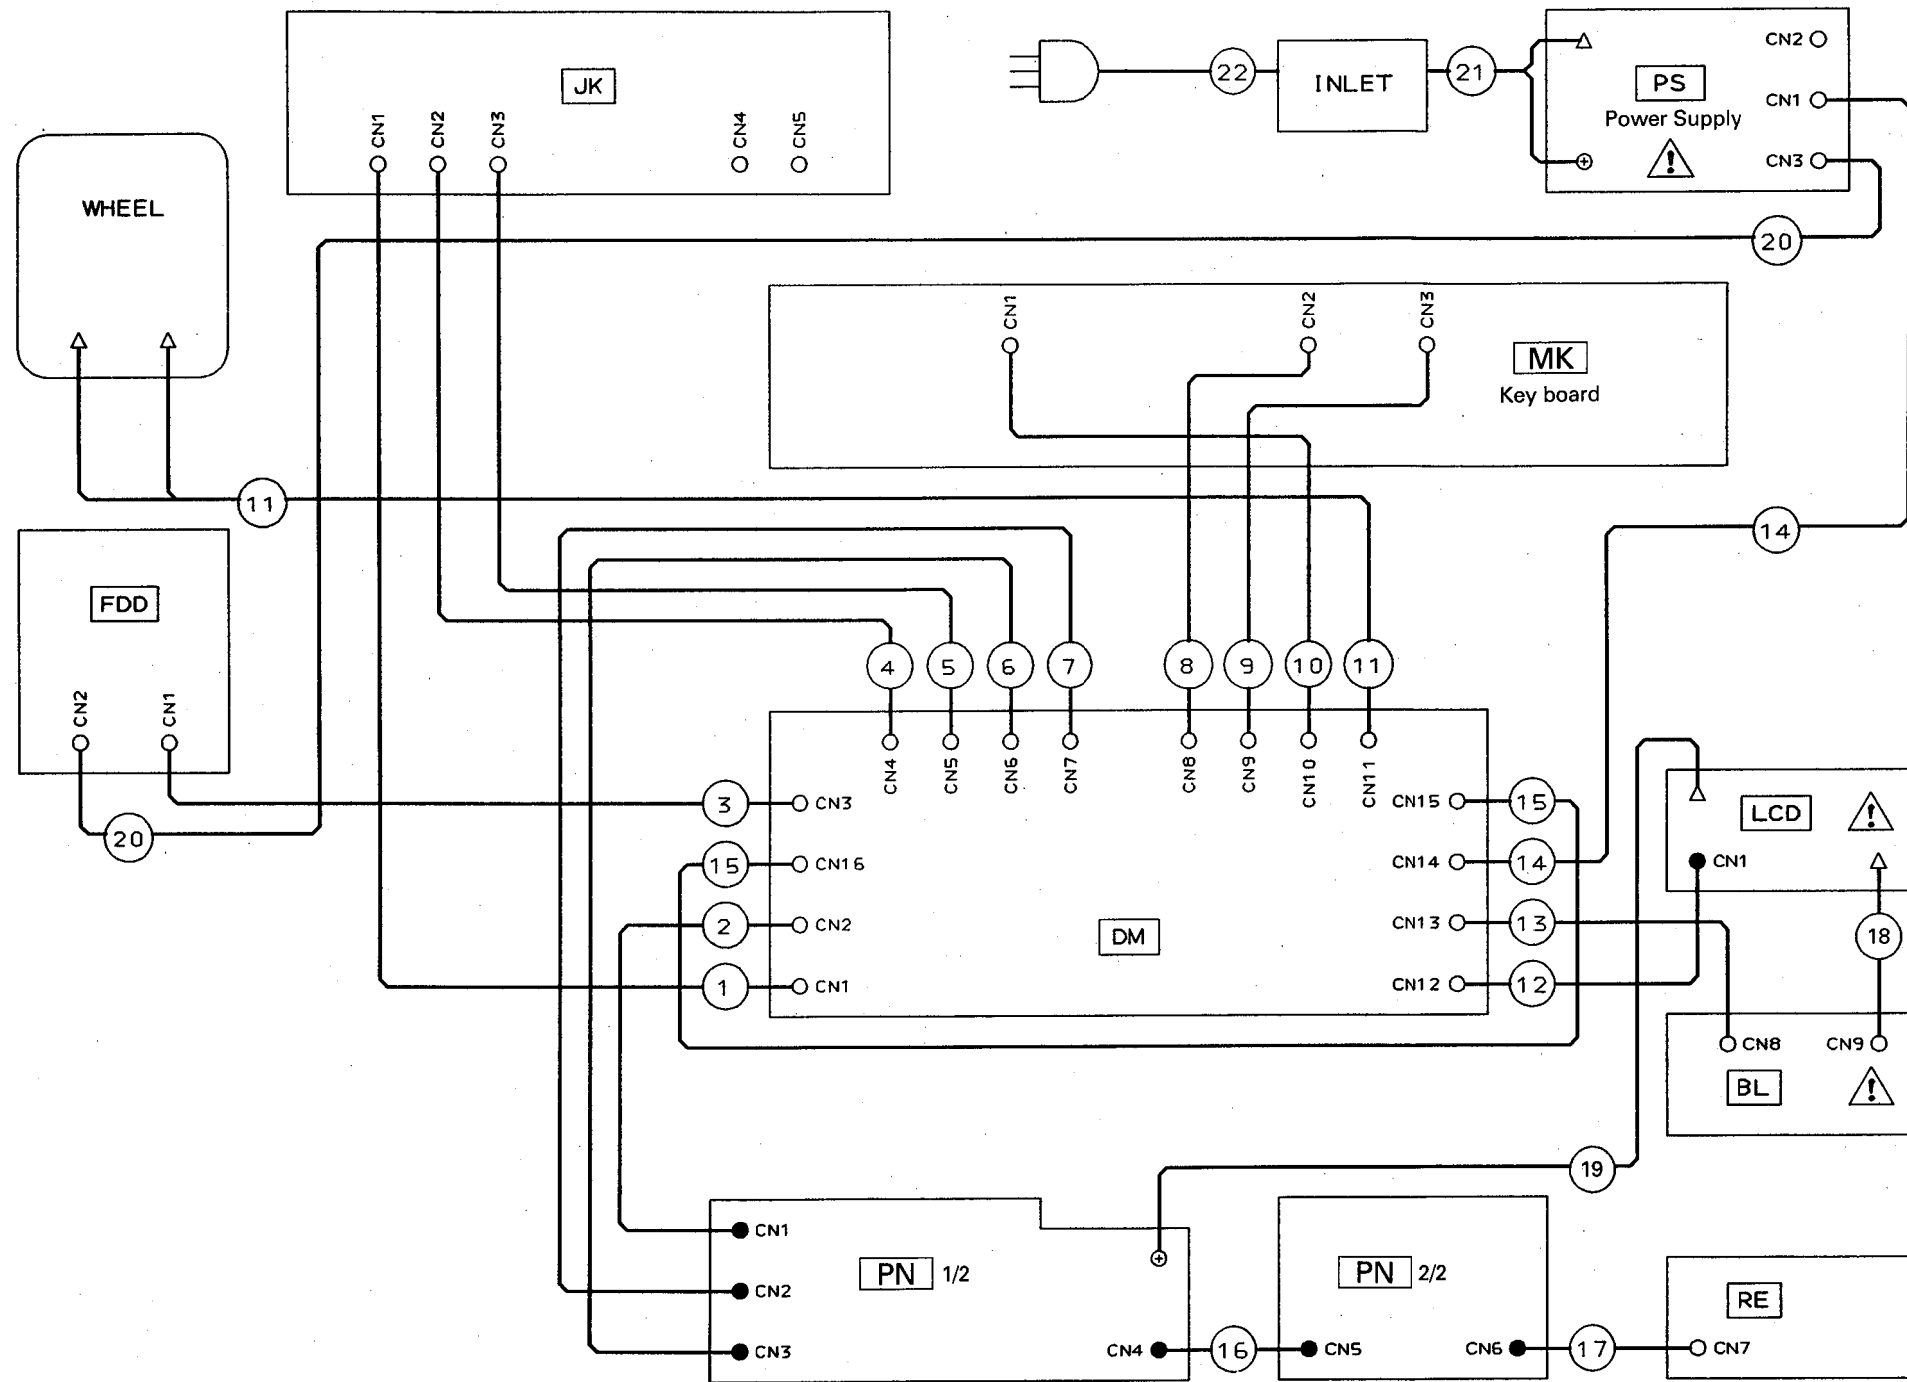 JK
CN1
CN2
CN3
CN4
CN5
22
INLET
21
PS
Power Supply
CN2
CN1
CN3
!
WHEEL
20
CN1
CN2
CN3
MK
Key board
11
14
FDD
CN2
CN1
20
4
5
6
7
8
9
10
11
CN4
CN5
CN6
CN7
CN8
CN9
CN10
CN11
3
CN3
15
CN16
2
CN2
1
CN1
DM
CN15
15
CN14
14
CN13
13
CN12
12
LCD
!
CN1
18
CN8
CN9
BL
!
19
CN1
CN2
CN3
PN 1/2
CN4
16
PN 2/2
CN5
CN6
17
RE
CN7